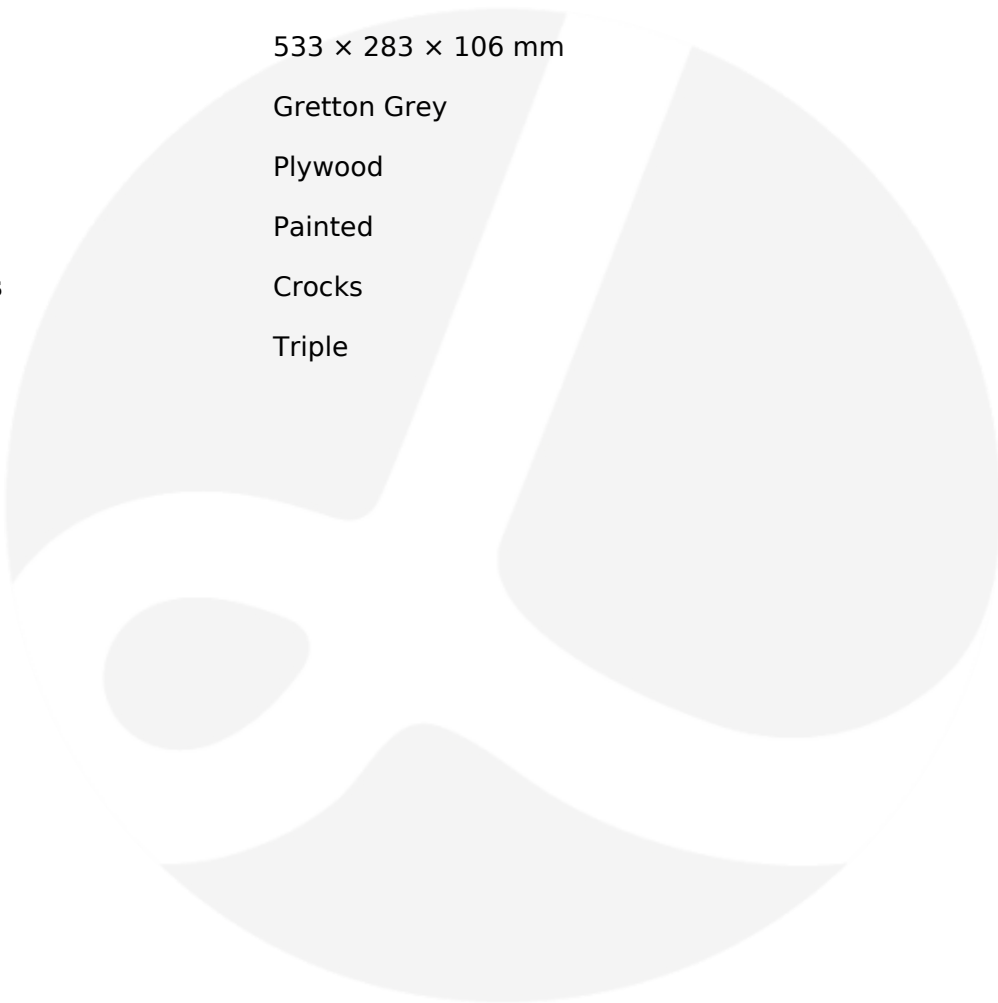 533 × 283 × 106 mm
Gretton Grey
Plywood
Painted
Crocks
Triple